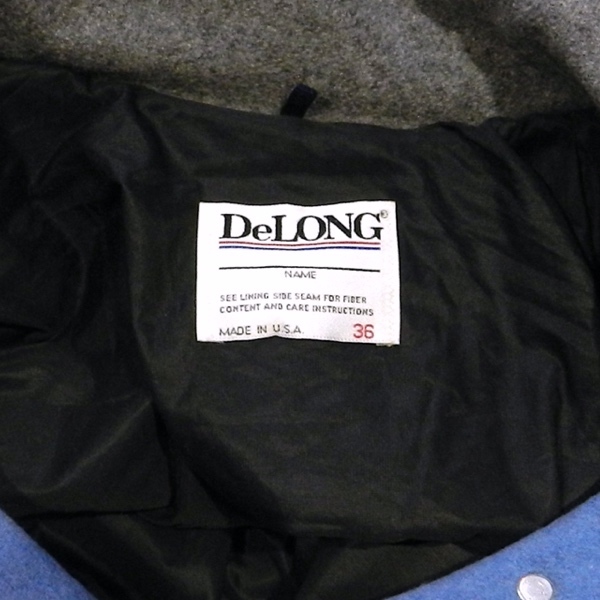 DeLONG®
NAME
SEE LINING SIDE SEAM FOR FIBER
CONTENT AND CARE INSTRUCTIONS
MADE IN U.S.A. 36